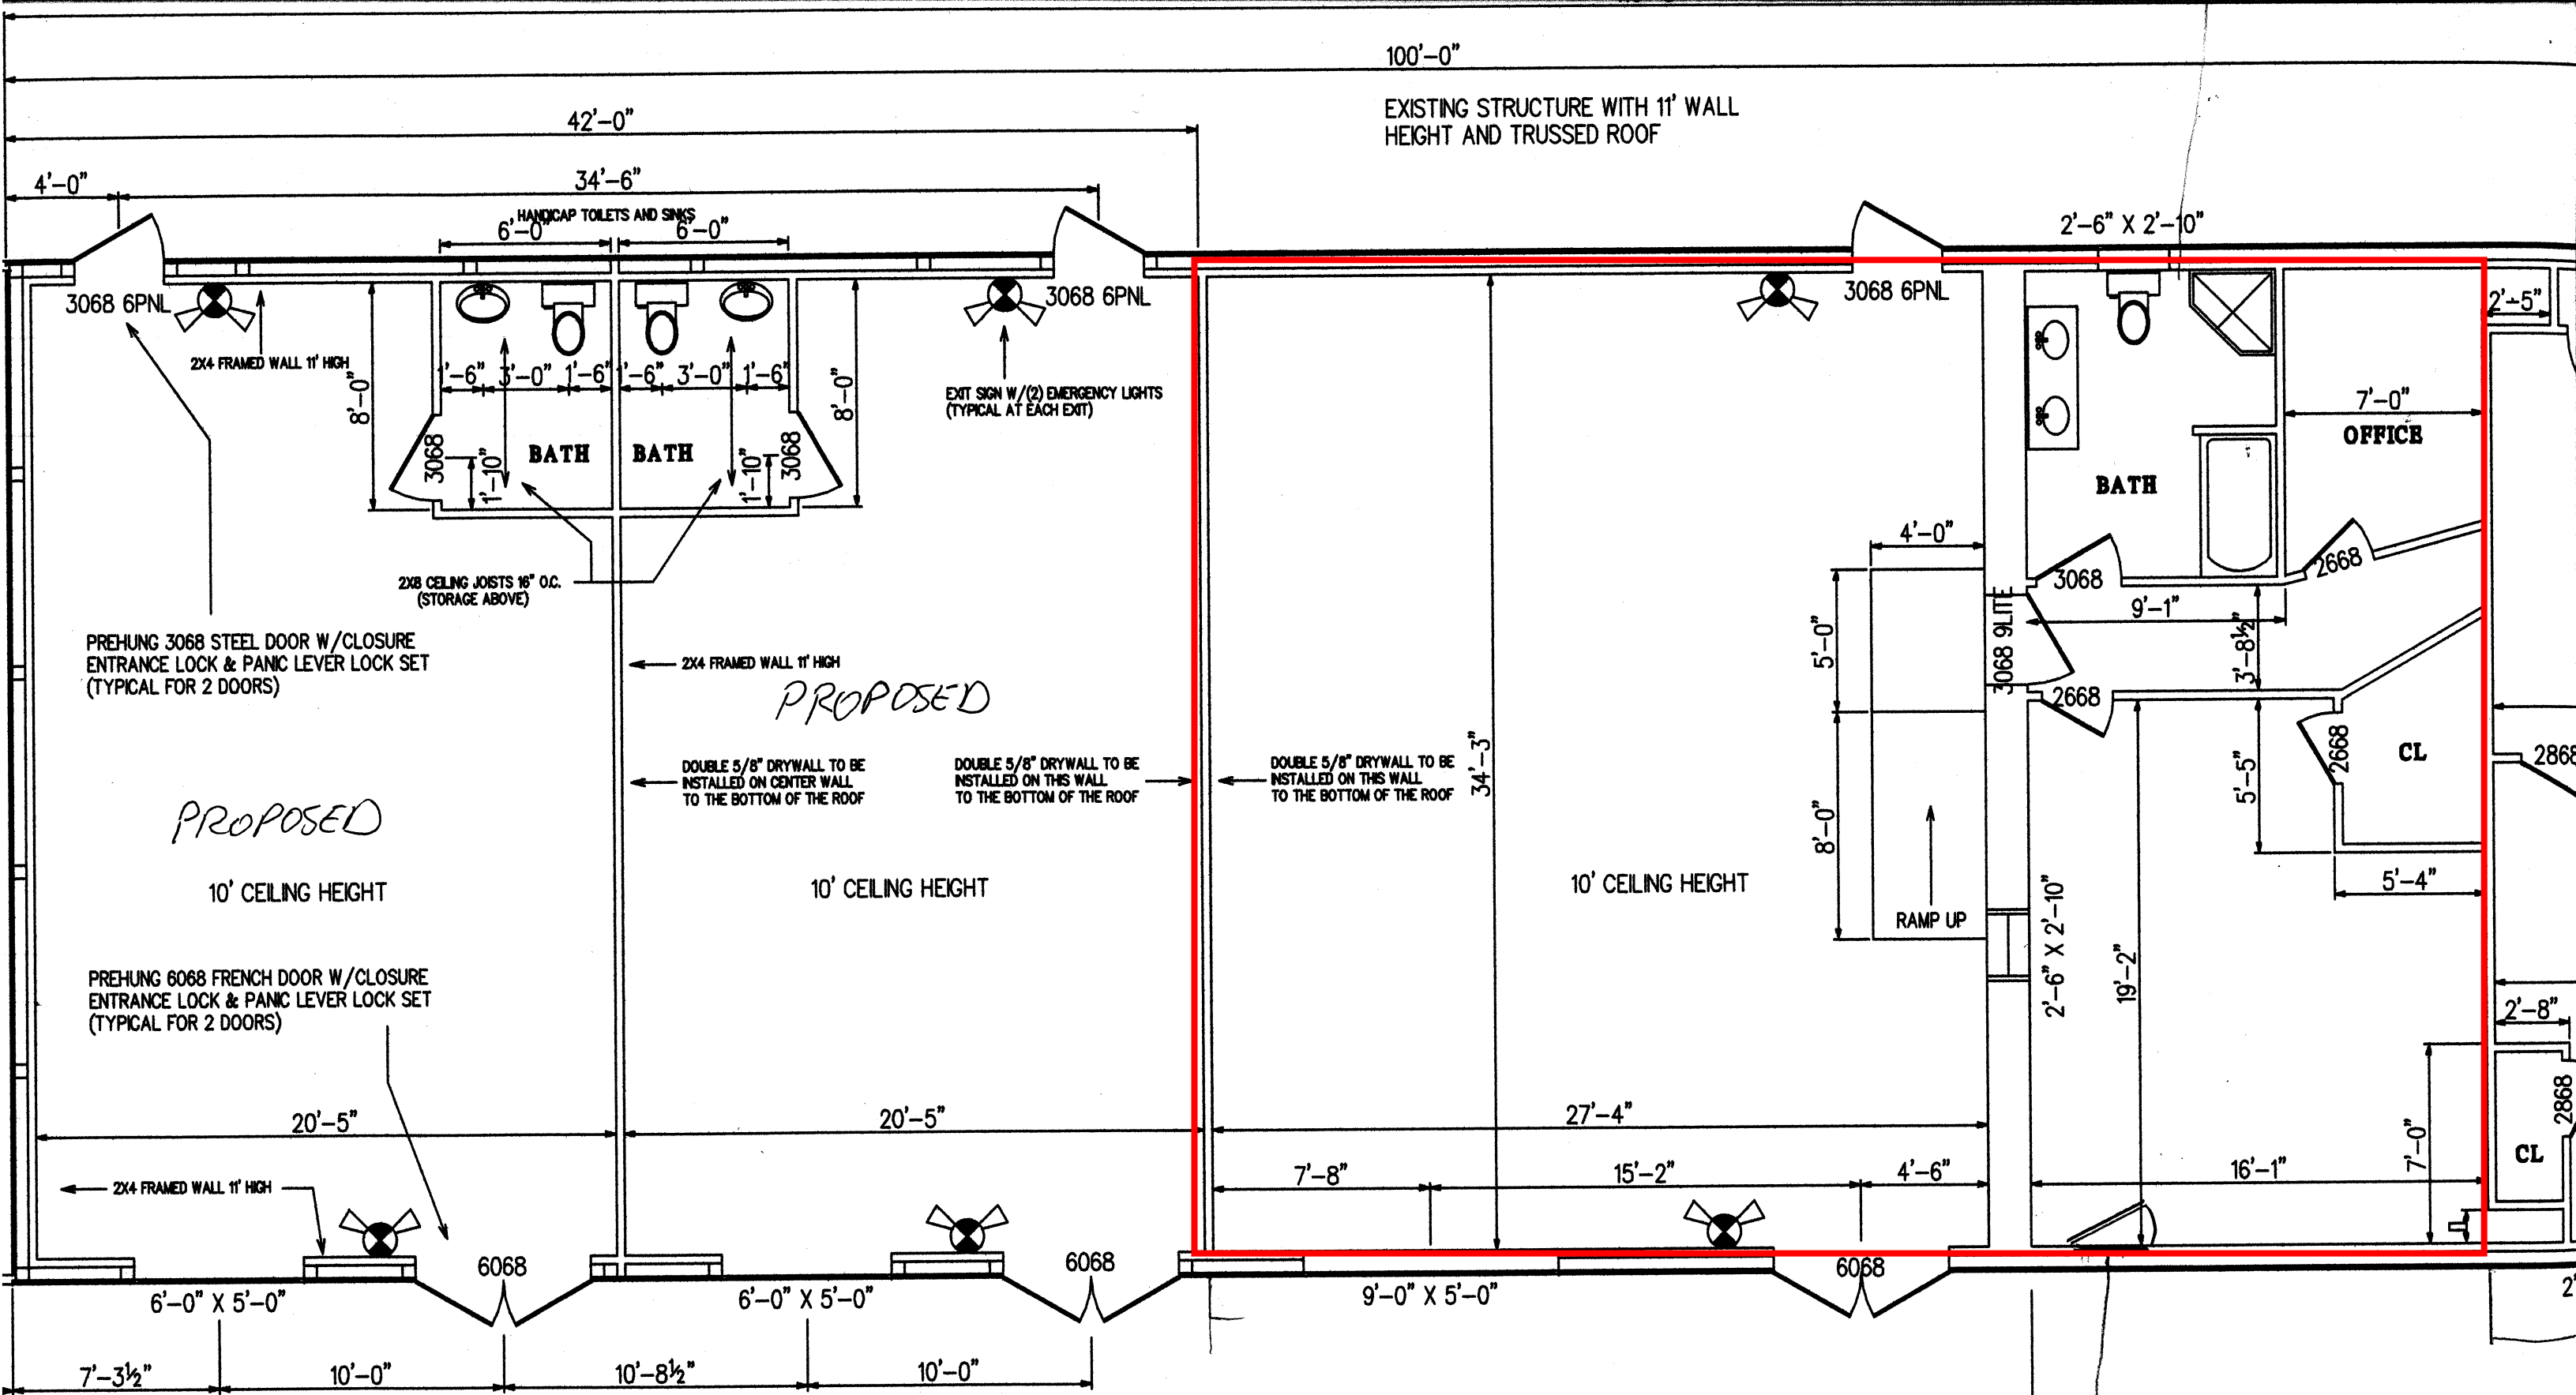 100'-0"
EXISTING STRUCTURE WITH 11' WALL
HEIGHT AND TRUSSED ROOF
42'-0"
4'-0"
34'-6"
HANDICAP TOILETS AND SINKS
6'-0"
6'-0"
2'-6" X 2'-10"
3068 6PNL
3068 6PNL
3068 6PNL
2'-5"
2X4 FRAMED WALL 11' HIGH
8'-0"
1'-6"
3'-0"
1'-6"
1'-6"
3'-0"
1'-6"
8'-0"
EXIT SIGN W/(2) EMERGENCY LIGHTS
(TYPICAL AT EACH EXIT)
7'-0"
OFFICE
3068
1'-10"
BATH
BATH
1'-10"
3068
BATH
4'-0"
2X8 CEILING JOISTS 16" O.C.
(STORAGE ABOVE)
3068
2668
9'-1"
PREHUNG 3068 STEEL DOOR W/CLOSURE
ENTRANCE LOCK & PANIC LEVER LOCK SET
(TYPICAL FOR 2 DOORS)
2X4 FRAMED WALL 11' HIGH
5'-0"
3068 9LITE
3'-8½"
PROPOSED
2668
DOUBLE 5/8" DRYWALL TO BE
INSTALLED ON CENTER WALL
TO THE BOTTOM OF THE ROOF
DOUBLE 5/8" DRYWALL TO BE
INSTALLED ON THIS WALL
TO THE BOTTOM OF THE ROOF
DOUBLE 5/8" DRYWALL TO BE
INSTALLED ON THIS WALL
TO THE BOTTOM OF THE ROOF
34'-3"
5'-5"
2668
CL
2868
PROPOSED
8'-0"
10' CEILING HEIGHT
10' CEILING HEIGHT
10' CEILING HEIGHT
RAMP UP
5'-4"
2'-6" X 2'-10"
19'-2"
PREHUNG 6068 FRENCH DOOR W/CLOSURE
ENTRANCE LOCK & PANIC LEVER LOCK SET
(TYPICAL FOR 2 DOORS)
2'-8"
20'-5"
20'-5"
27'-4"
7'-0"
2868
CL
2X4 FRAMED WALL 11' HIGH
7'-8"
15'-2"
4'-6"
16'-1"
6068
6068
6068
6'-0" X 5'-0"
6'-0" X 5'-0"
9'-0" X 5'-0"
7'-3½"
10'-0"
10'-8½"
10'-0"